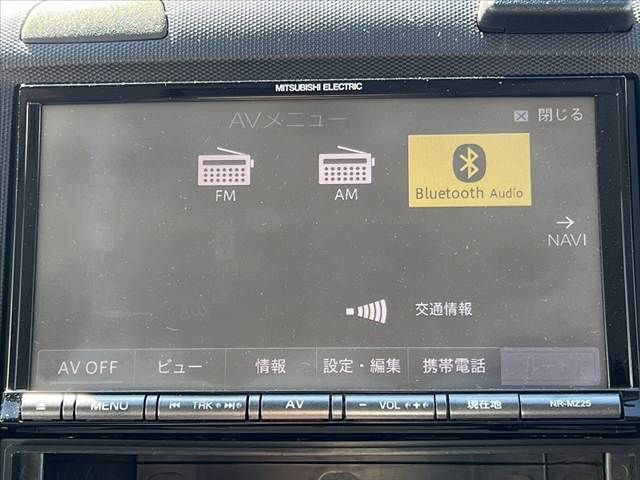 MITSUBISHI ELECTRIC
AVメニュー
閉じる
FM
AM
Bluetooth Audio
→
NAVI
交通情報
AV OFF
ビュー
情報
設定・編集
携帯電話
MENU
TRK
AV
− VOL +
現在地
NR-MZ25